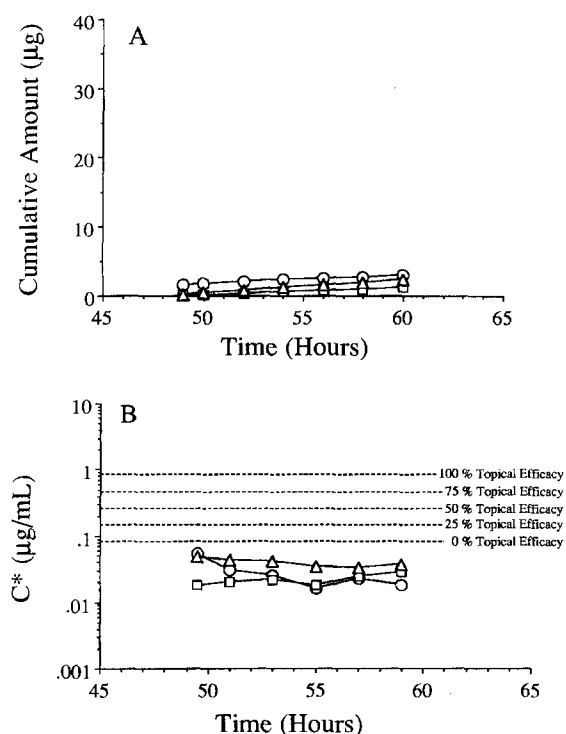 A
Cumulative Amount (µg)
40
30
20
10
0
45 50 55 60 65
Time (Hours)
B
C* (µg/mL)
10
1
.1
.01
.001
100 % Topical Efficacy
75 % Topical Efficacy
50 % Topical Efficacy
25 % Topical Efficacy
0 % Topical Efficacy
45 50 55 60 65
Time (Hours)